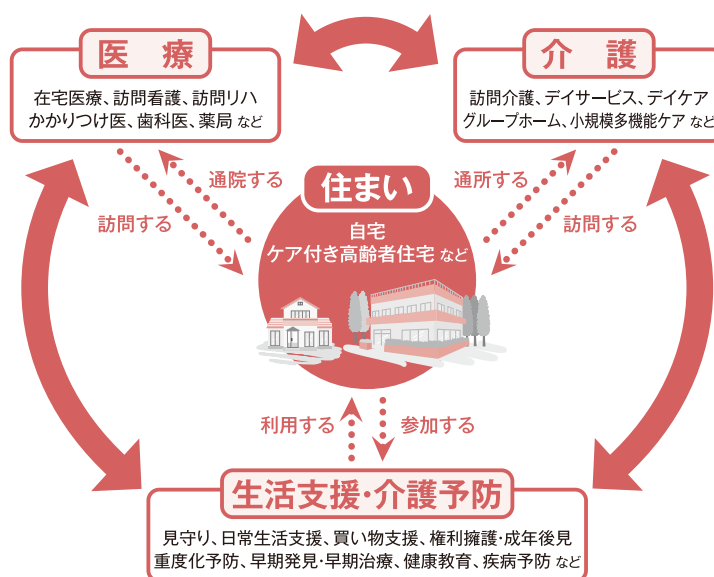 医 療
在宅医療、訪問看護、訪問リハ
かかりつけ医、歯科医、薬局 など
介 護
訪問介護、デイサービス、デイケア
グループホーム、小規模多機能ケア など
通院する
訪問する
住まい
自宅
ケア付き高齢者住宅 など
通所する
訪問する
利用する
参加する
生活支援・介護予防
見守り、日常生活支援、買い物支援、権利擁護・成年後見
重度化予防、早期発見・早期治療、健康教育、疾病予防 など